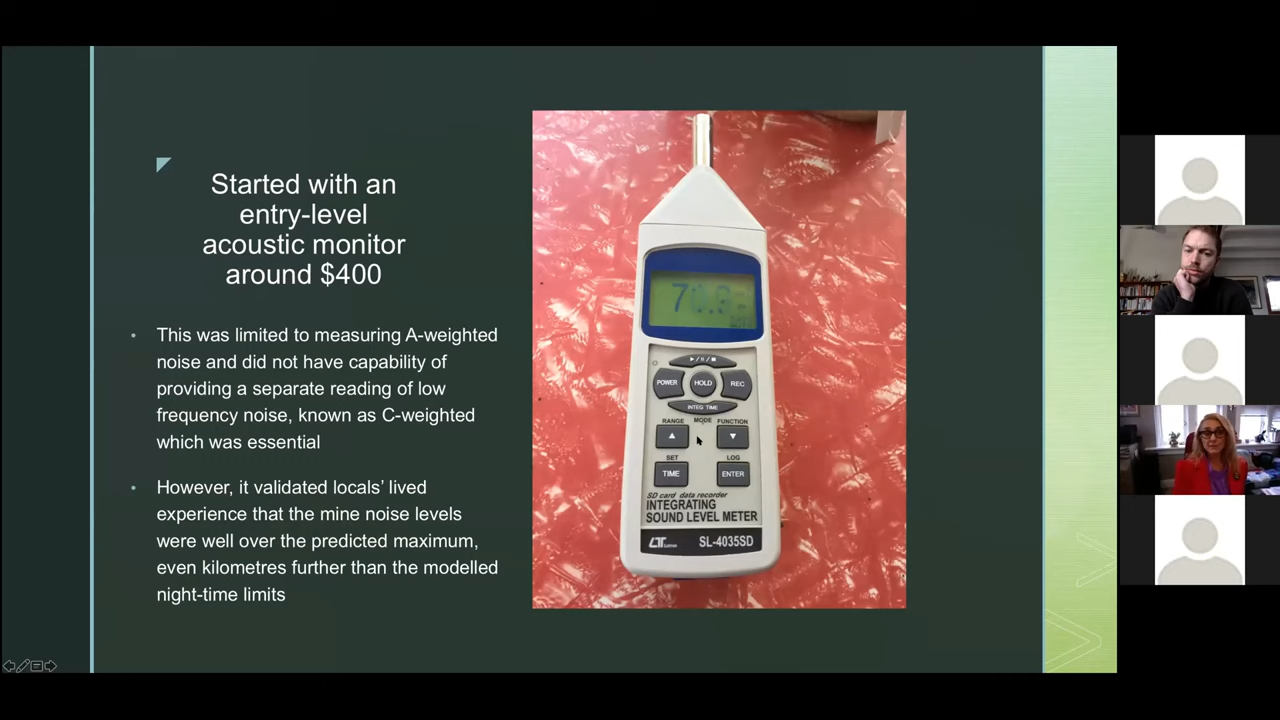 Started with an
entry-level
acoustic monitor
around $400
• This was limited to measuring A-weighted
noise and did not have capability of
providing a separate reading of low
frequency noise, known as C-weighted
which was essential
• However, it validated locals’ lived
experience that the mine noise levels
were well over the predicted maximum,
even kilometres further than the modelled
night-time limits
POWER
HOLD
REC
INTEG TIME
RANGE
MODE
FUNCTION
SET
LOG
TIME
ENTER
SD card data recorder
INTEGRATING
SOUND LEVEL METER
SL-4035SD